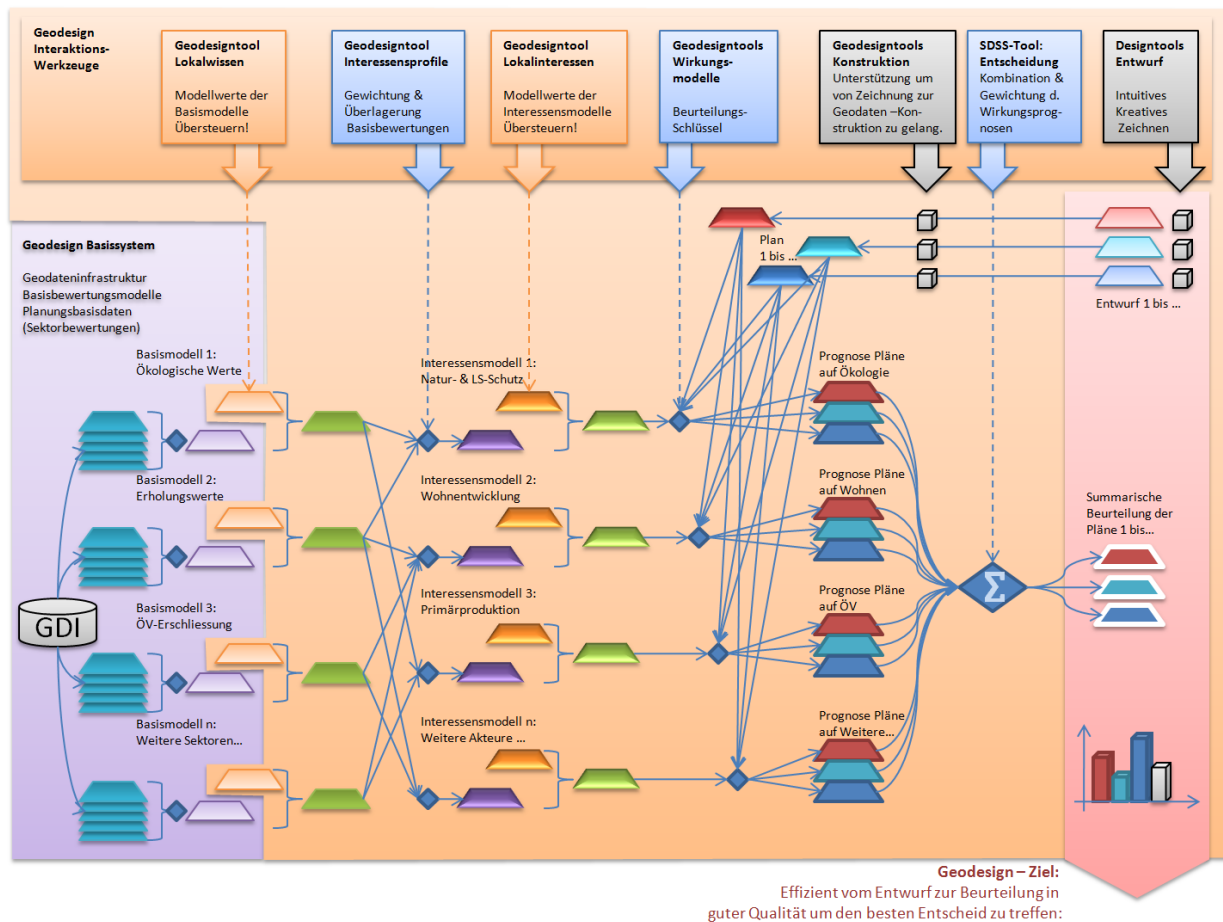 Geodesign
Interaktions-
Werkzeuge
Geodesigntool
Lokalwissen
Modellwerte der
Basismodelle
Übersteuern!
Geodesigntool
Interessensprofile
Gewichtung &
Überlagerung
Basisbewertungen
Geodesigntool
Lokalinteressen
Modellwerte der
Interessensmodelle
Übersteuern!
Geodesigntools
Wirkungs-
modelle
Beurteilungs-
Schlüssel
Geodesigntools
Konstruktion
Unterstützung um
von Zeichnung zur
Geodaten –Kon-
struktion zu gelang.
SDSS-Tool:
Entscheidung
Kombination &
Gewichtung d.
Wirkungsprog-
nosen
Designtools
Entwurf
Intuitives
Kreatives
Zeichnen
Geodesign Basissystem
Geodateninfrastruktur
Basisbewertungsmodelle
Planungsbasisdaten
(Sektorbewertungen)
Plan
1 bis ...
Entwurf 1 bis ...
Basismodell 1:
Ökologische Werte
Interessensmodell 1:
Natur- & LS-Schutz
Prognose Pläne
auf Ökologie
Basismodell 2:
Erholungswerte
Interessensmodell 2:
Wohnentwicklung
Prognose Pläne
auf Wohnen
Summarische
Beurteilung der
Pläne 1 bis...
Σ
GDI
Basismodell 3:
ÖV-Erschliessung
Interessensmodell 3:
Primärproduktion
Prognose Pläne
auf ÖV
Basismodell n:
Weitere Sektoren...
Interessensmodell n:
Weitere Akteure ...
Prognose Pläne
auf Weitere...
Geodesign – Ziel:
Effizient vom Entwurf zur Beurteilung in
guter Qualität um den besten Entscheid zu treffen: